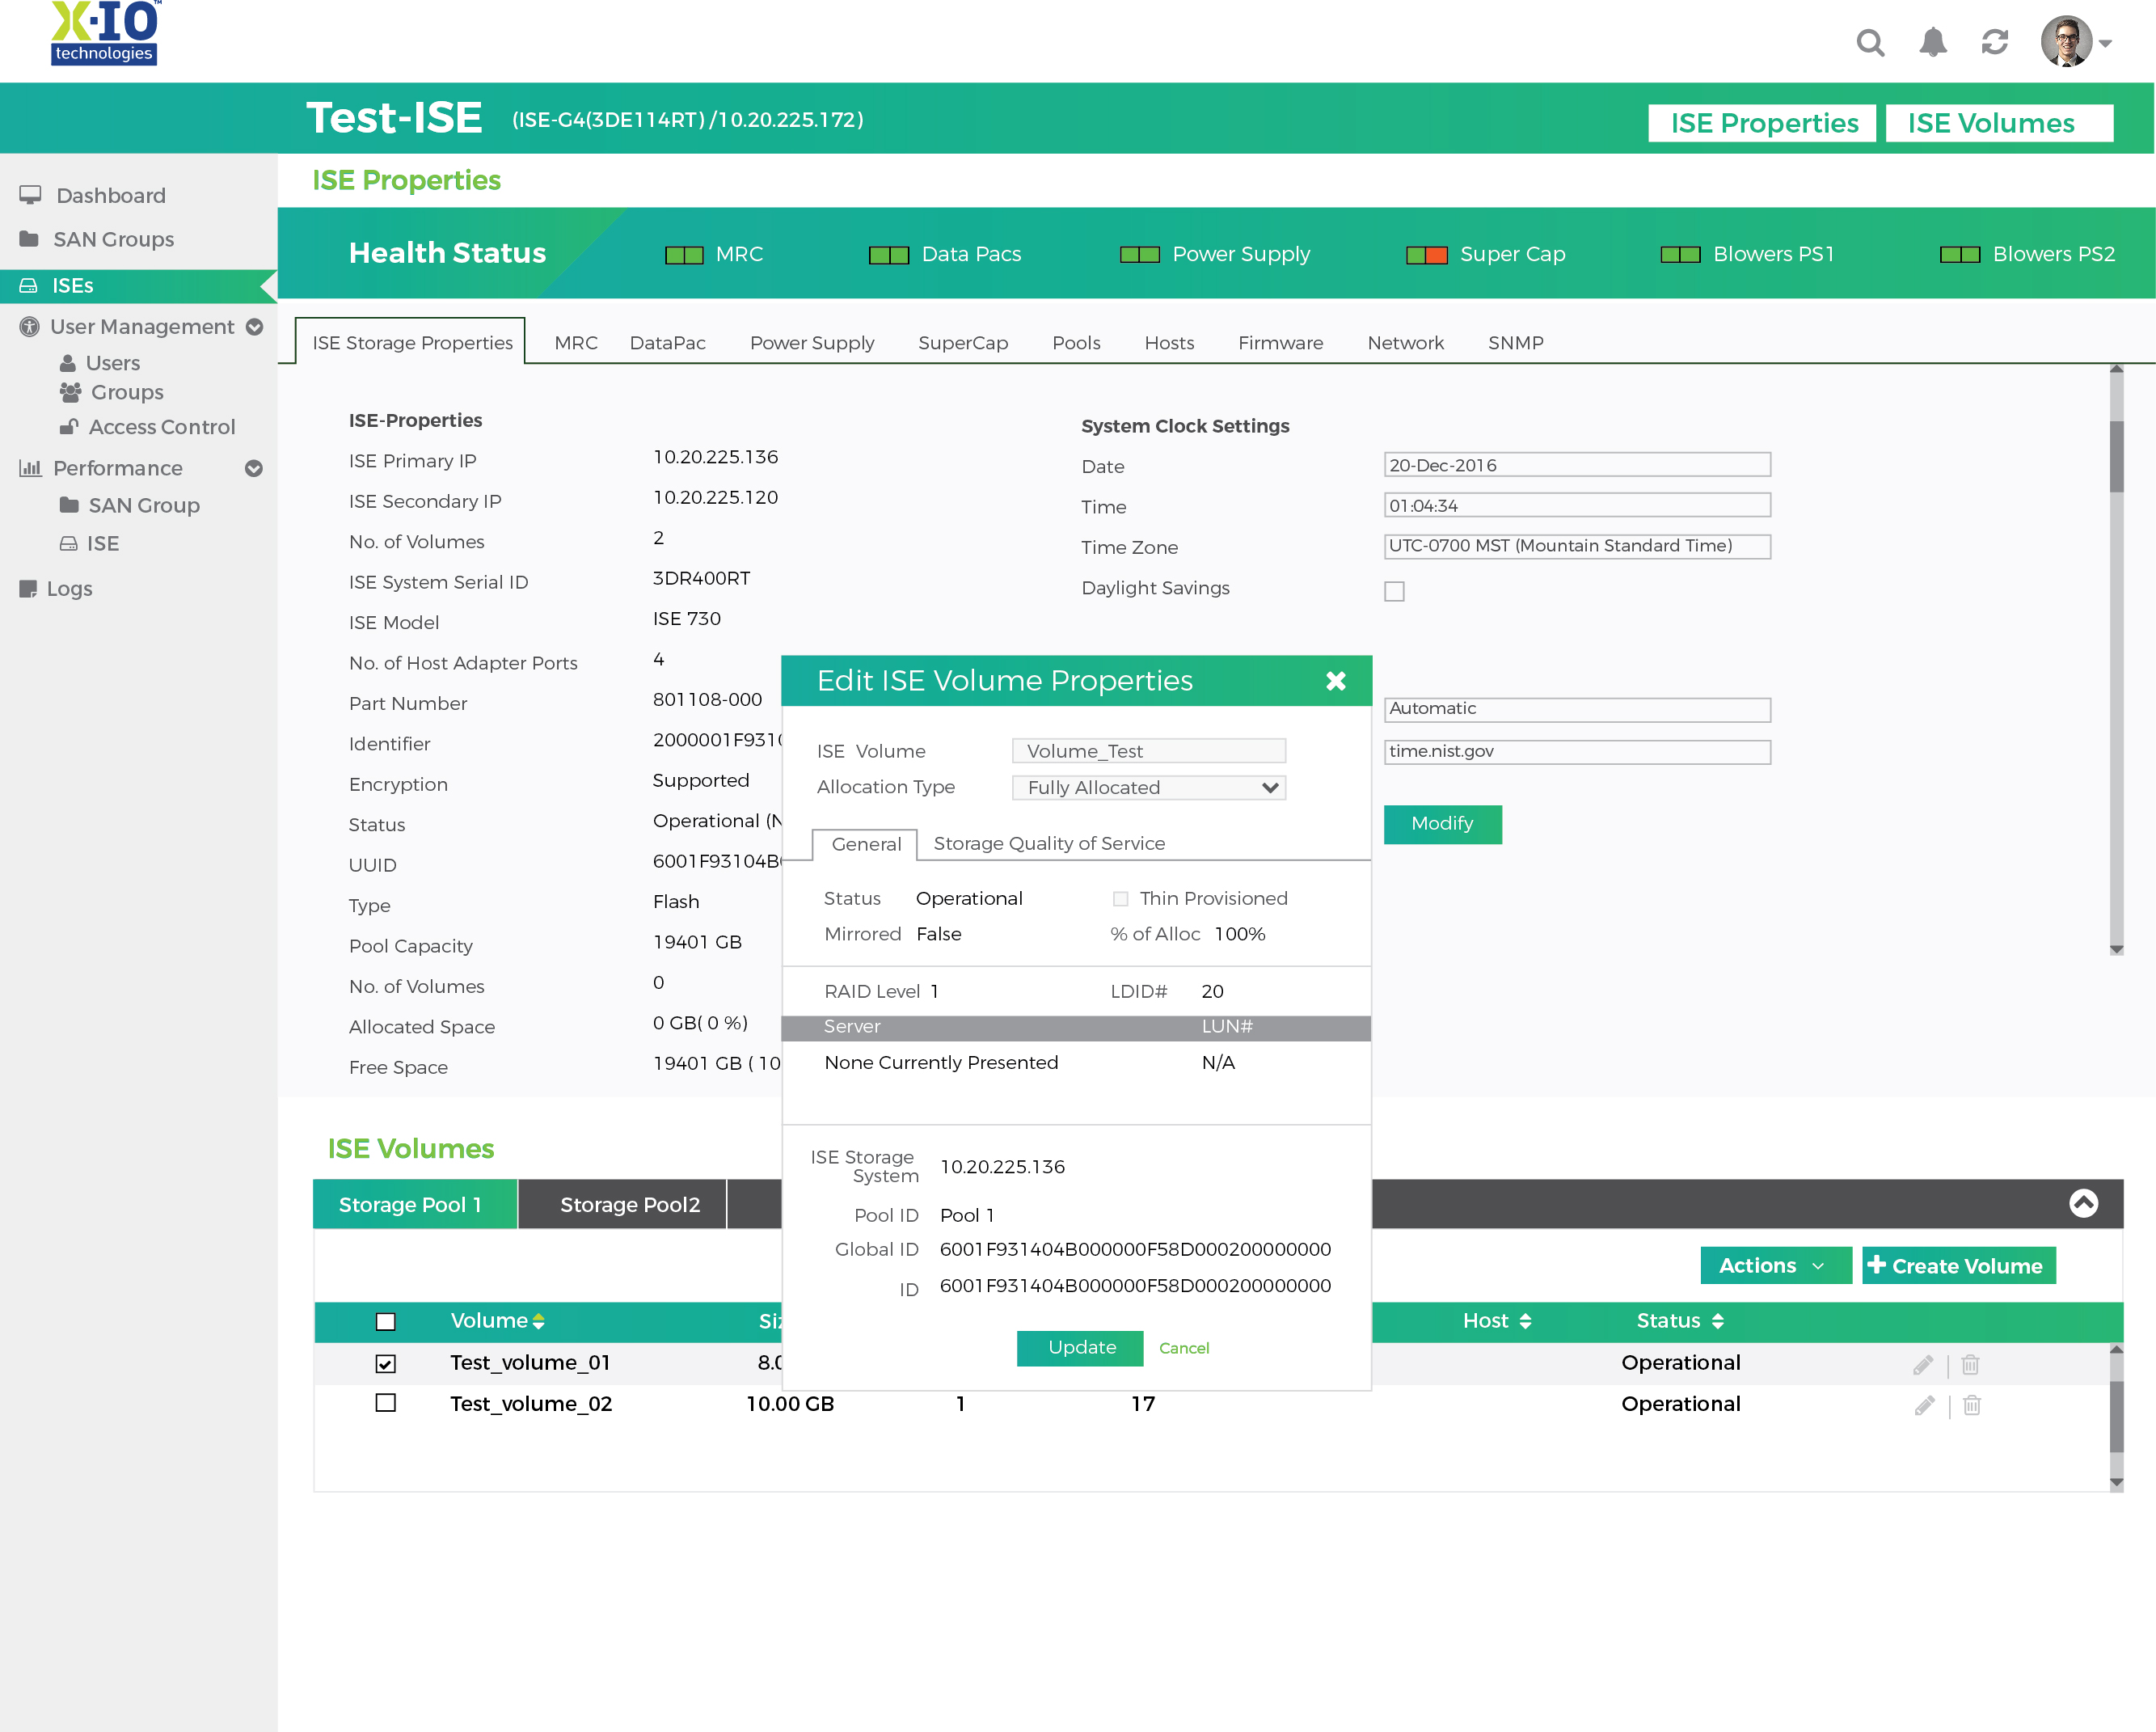 X-IO™
technologies
Test-ISE (ISE-G4(3DE114RT) /10.20.225.172)
ISE Properties ISE Volumes
Dashboard
SAN Groups
ISEs
User Management
Users
Groups
Access Control
Performance
SAN Group
ISE
Logs
ISE Properties
Health Status MRC Data Pacs Power Supply Super Cap Blowers PS1 Blowers PS2
ISE Storage Properties MRC DataPac Power Supply SuperCap Pools Hosts Firmware Network SNMP
ISE-Properties
ISE Primary IP 10.20.225.136
ISE Secondary IP 10.20.225.120
No. of Volumes 2
ISE System Serial ID 3DR400RT
ISE Model ISE 730
No. of Host Adapter Ports 4
Part Number 801108-000
Identifier 2000001F931
Encryption Supported
Status Operational (N
UUID 6001F93104B
Type Flash
Pool Capacity 19401 GB
No. of Volumes 0
Allocated Space 0 GB( 0 %)
Free Space 19401 GB ( 10
System Clock Settings
Date 20-Dec-2016
Time 01:04:34
Time Zone UTC-0700 MST (Mountain Standard Time)
Daylight Savings
Automatic
time.nist.gov
Modify
Edit ISE Volume Properties
ISE Volume Volume_Test
Allocation Type Fully Allocated
General Storage Quality of Service
Status Operational Thin Provisioned
Mirrored False % of Alloc 100%
RAID Level 1 LDID# 20
Server LUN#
None Currently Presented N/A
ISE Storage
System 10.20.225.136
Pool ID Pool 1
Global ID 6001F931404B000000F58D000200000000
ID 6001F931404B000000F58D000200000000
Update Cancel
ISE Volumes
Storage Pool 1 Storage Pool2
Actions Create Volume
Volume Si Host Status
Test_volume_01 8.0 Operational
Test_volume_02 10.00 GB 1 17 Operational